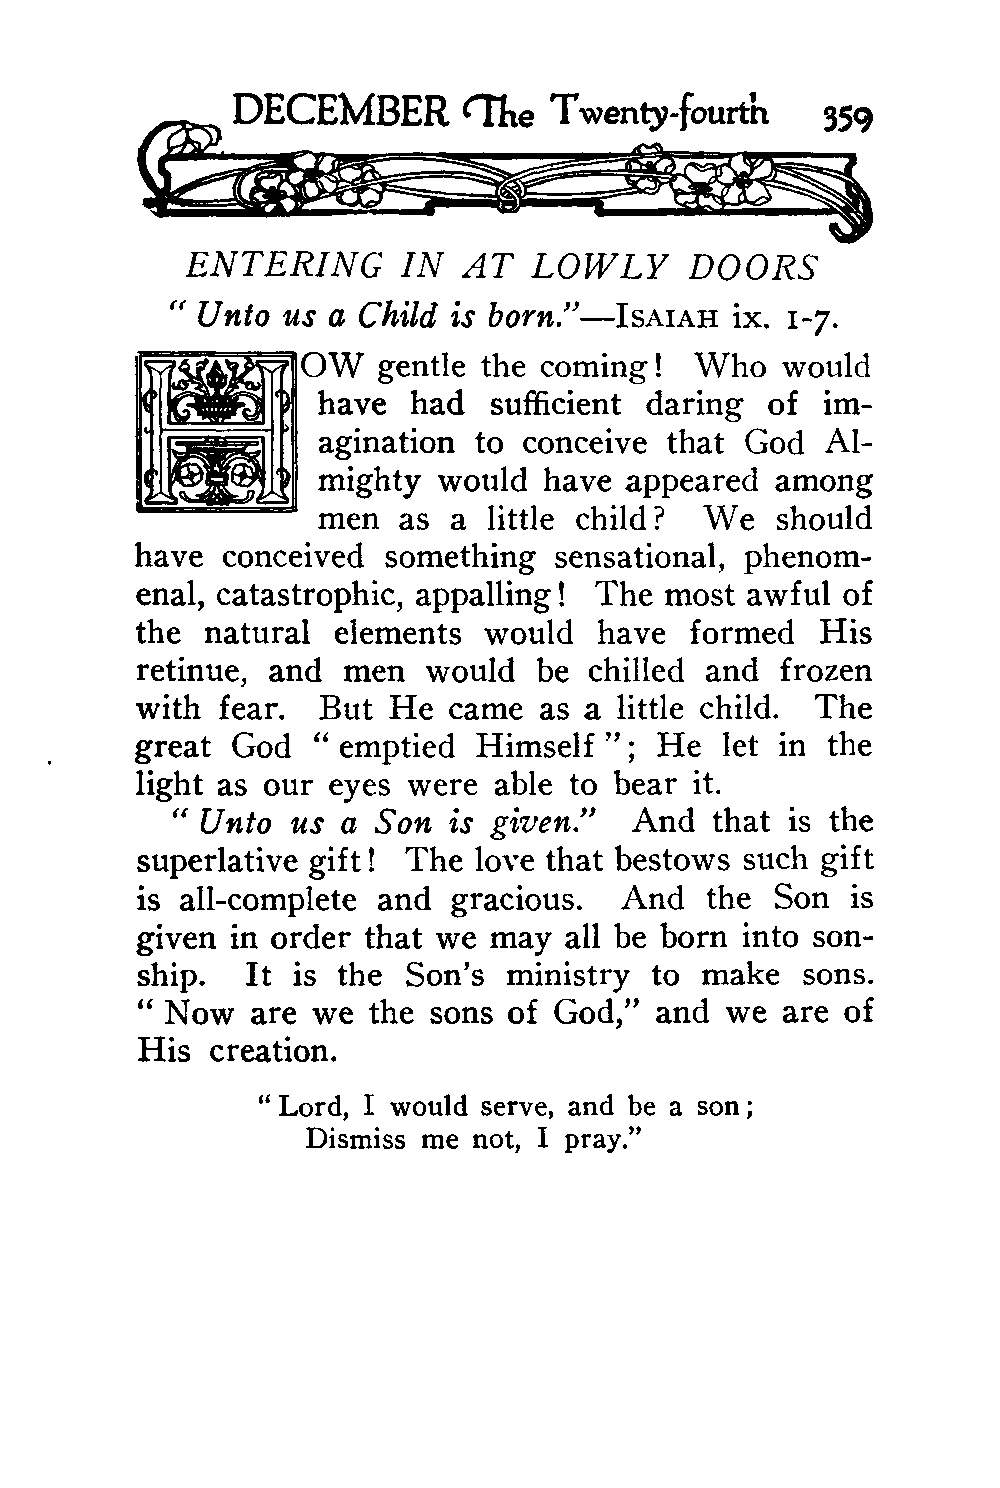 DECEMBER The Twenty-fourth 359
ENTERING IN AT LOWLY DOORS
" Unto us a Child is born."—ISAIAH ix. 1-7.
HOW gentle the coming! Who would
have had sufficient daring of im-
agination to conceive that God Al-
mighty would have appeared among
men as a little child? We should
have conceived something sensational, phenom-
enal, catastrophic, appalling! The most awful of
the natural elements would have formed His
retinue, and men would be chilled and frozen
with fear. But He came as a little child. The
great God " emptied Himself "; He let in the
light as our eyes were able to bear it.
" Unto us a Son is given." And that is the
superlative gift! The love that bestows such gift
is all-complete and gracious. And the Son is
given in order that we may all be born into son-
ship. It is the Son's ministry to make sons.
" Now are we the sons of God," and we are of
His creation.
" Lord, I would serve, and be a son;
Dismiss me not, I pray."